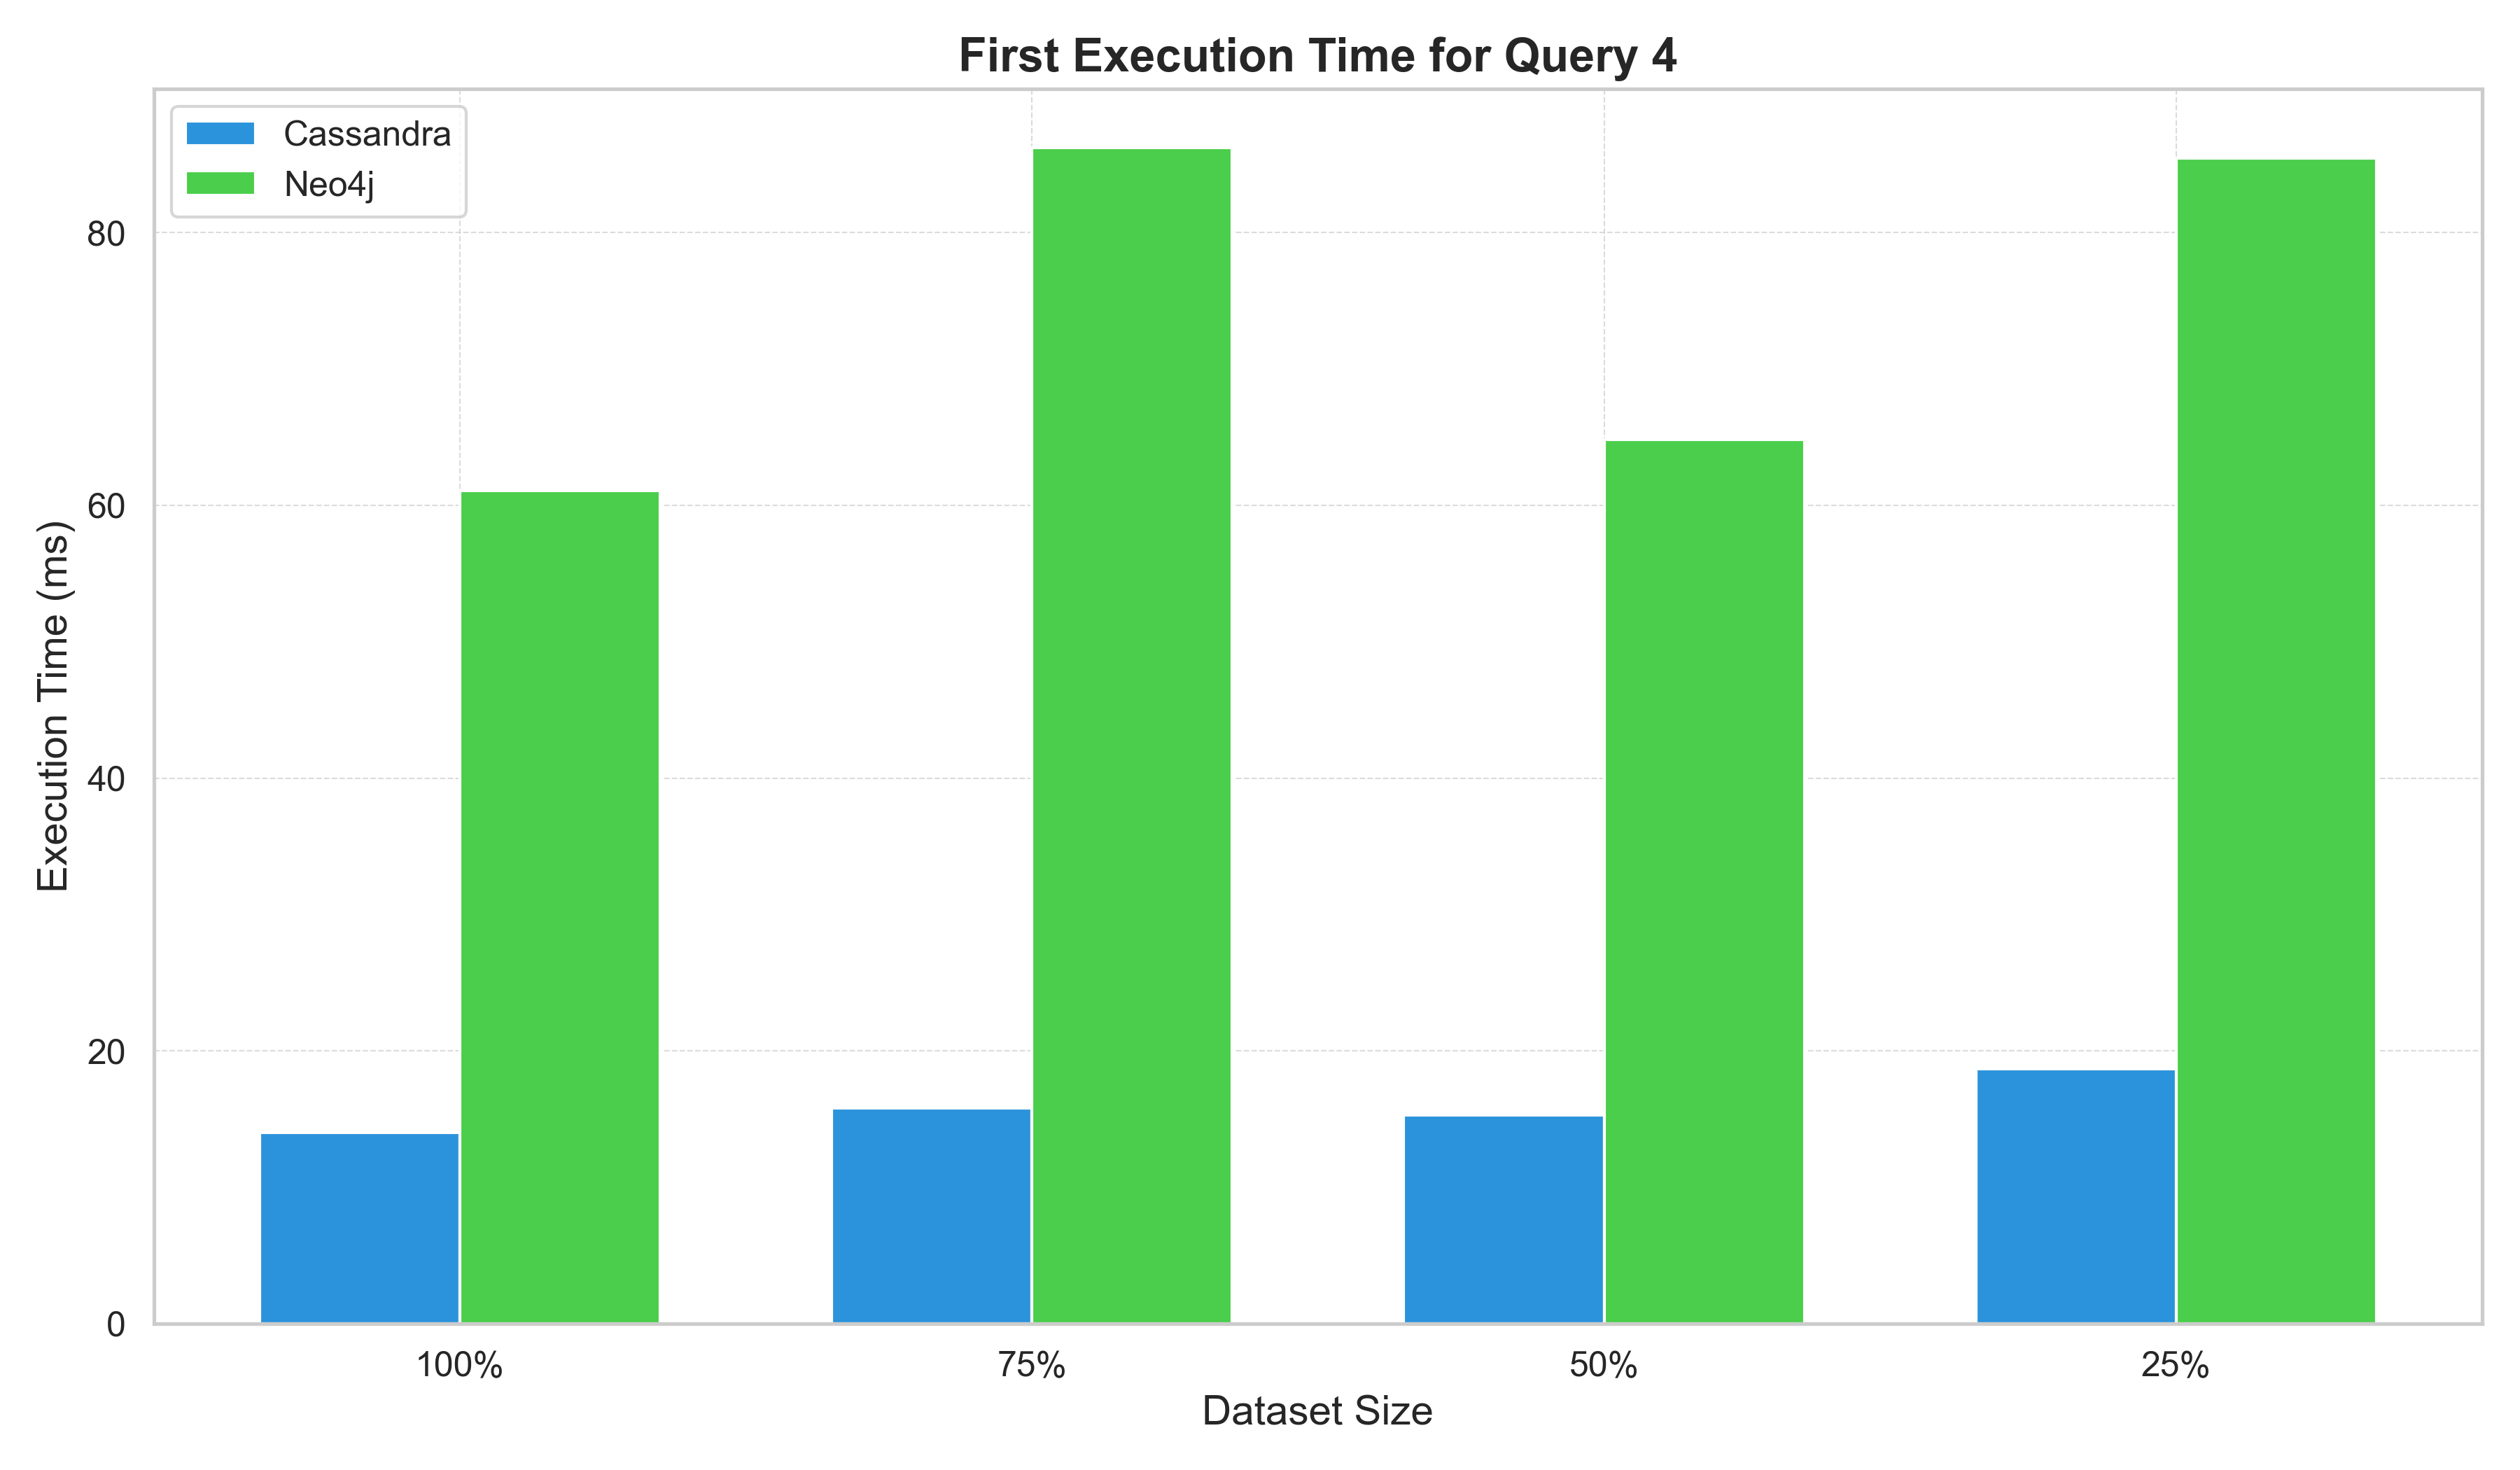 First Execution Time for Query 4
Cassandra
Neo4j
Execution Time (ms)
80
60
40
20
0
100%
75%
50%
25%
Dataset Size